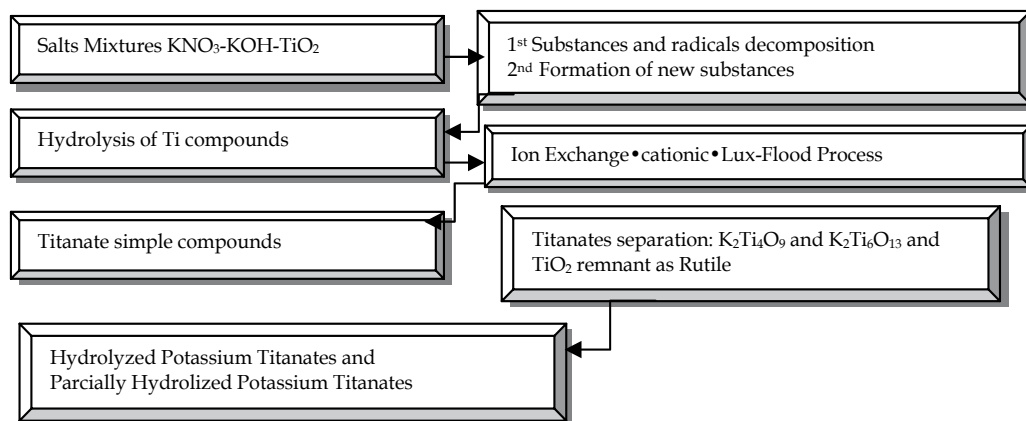 Salts Mixtures KNO₃-KOH-TiO₂
1st Substances and radicals decomposition
2nd Formation of new substances
Hydrolysis of Ti compounds
Ion Exchange•cationic•Lux-Flood Process
Titanate simple compounds
Titanates separation: K₂Ti₄O₉ and K₂Ti₆O₁₃ and
TiO₂ remnant as Rutile
Hydrolyzed Potassium Titanates and
Parcially Hydrolized Potassium Titanates